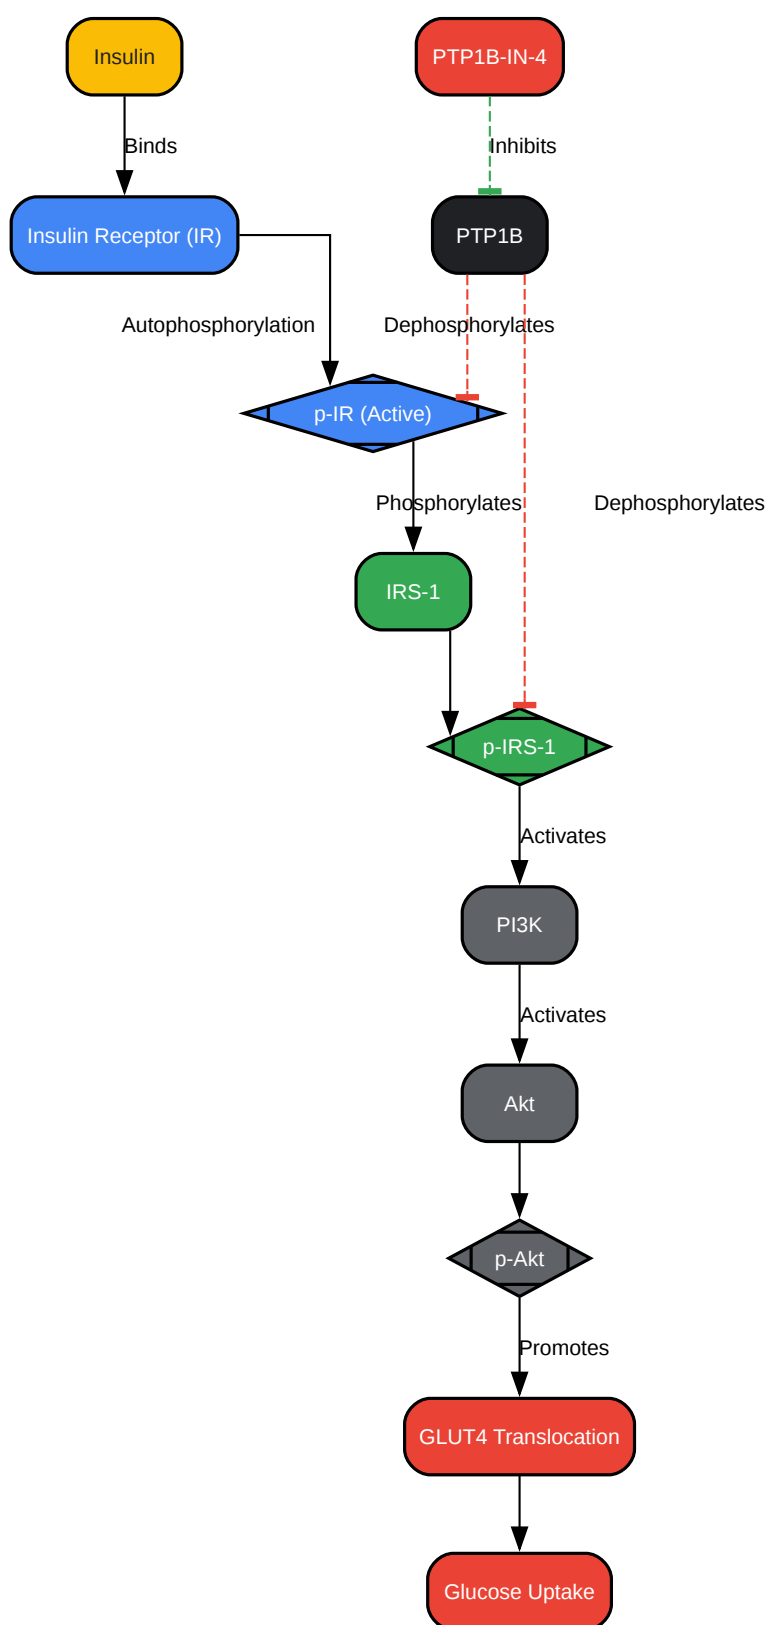 Insulin
PTP1B-IN-4
Binds
Inhibits
Insulin Receptor (IR)
PTP1B
Autophosphorylation
Dephosphorylates
p-IR (Active)
Phosphorylates
Dephosphorylates
IRS-1
p-IRS-1
Activates
PI3K
Activates
Akt
p-Akt
Promotes
GLUT4 Translocation
Glucose Uptake